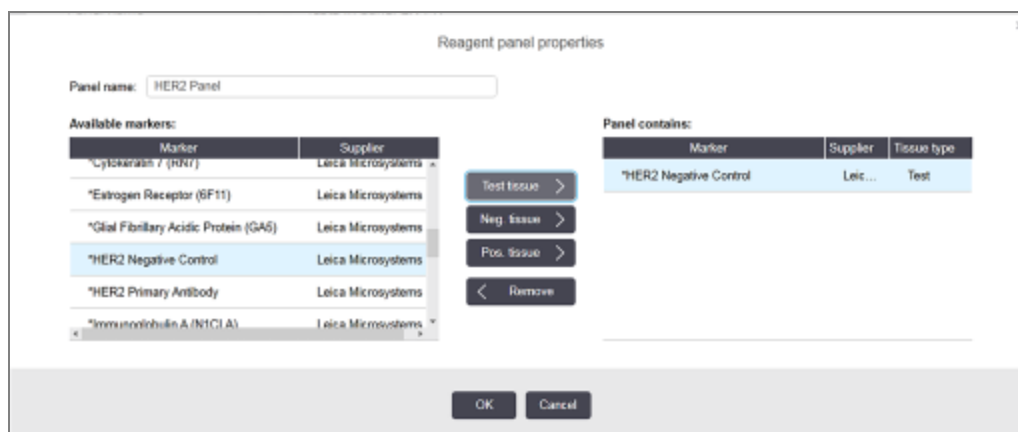 Reagent panel properties
Panel name: HER2 Panel
Available markers:
Marker Supplier
*Cytokeratin 7 (RN7) Leica Microsystems
*Estrogen Receptor (6F11) Leica Microsystems
*Glial Fibrillary Acidic Protein (GA5) Leica Microsystems
*HER2 Negative Control Leica Microsystems
*HER2 Primary Antibody Leica Microsystems
*Immunoglobulin A (N1CLA) Leica Microsystems
Test tissue
Neg. tissue
Pos. tissue
Remove
Panel contains:
Marker Supplier Tissue type
*HER2 Negative Control Leic... Test
OK Cancel